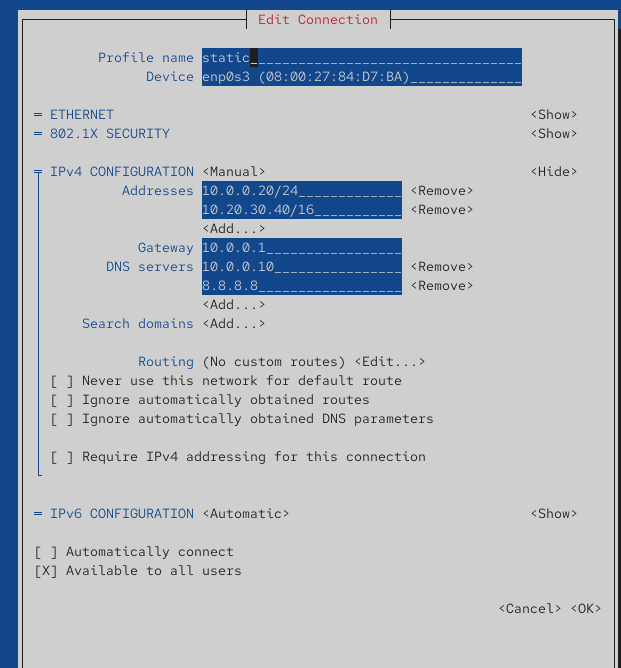 Edit Connection
Profile name static_
Device enp0s3 (08:00:27:84:D7:BA)
= ETHERNET <Show>
= 802.1X SECURITY <Show>
IPv4 CONFIGURATION <Manual> <Hide>
Addresses 10.0.0.20/24 <Remove>
10.20.30.40/16 <Remove>
<Add...>
Gateway 10.0.0.1
DNS servers 10.0.0.10 <Remove>
8.8.8.8 <Remove>
<Add...>
Search domains <Add...>
Routing (No custom routes) <Edit...>
[ ] Never use this network for default route
[ ] Ignore automatically obtained routes
[ ] Ignore automatically obtained DNS parameters
[ ] Require IPv4 addressing for this connection
= IPv6 CONFIGURATION <Automatic> <Show>
[ ] Automatically connect
[X] Available to all users
<Cancel> <OK>